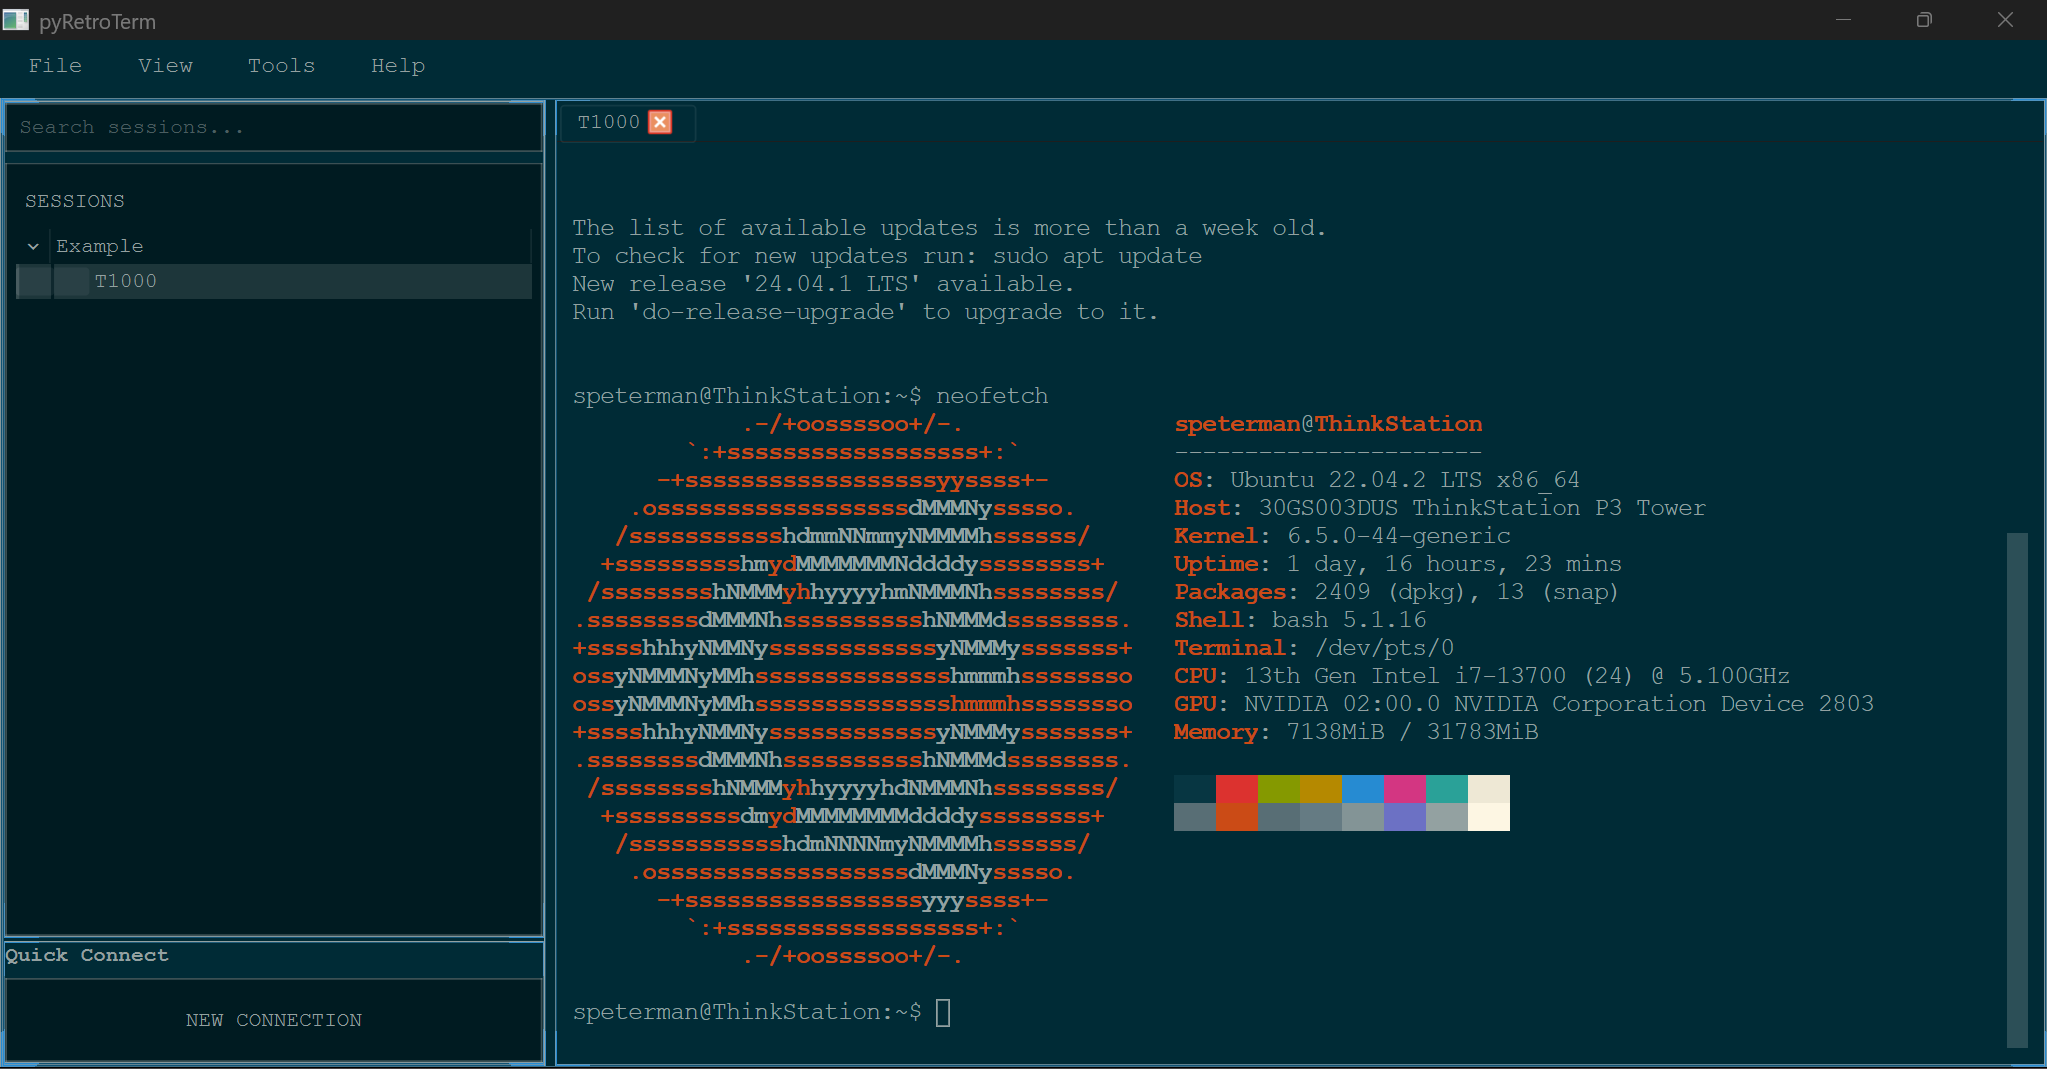 pyRetroTerm
File View Tools Help
Search sessions...
SESSIONS
Example
T1000
Quick Connect
NEW CONNECTION
T1000
The list of available updates is more than a week old.
To check for new updates run: sudo apt update
New release '24.04.1 LTS' available.
Run 'do-release-upgrade' to upgrade to it.
speterman@ThinkStation:~$ neofetch
.-/+oossssoo+/-.
`:+ssssssssssssssssss+:`
-+ssssssssssssssssssyyssss+-
.ossssssssssssssssssdMMMNysssso.
/ssssssssssshdmmNNmmyNMMMMhssssss/
+ssssssssshmydMMMMMMMNddddyssssssss+
/sssssssshNMMMyhhyyyyhmNMMMNhssssssss/
.ssssssssdMMMNhsssssssssshNMMMdssssssss.
+sssshhhyNMMNyssssssssssssyNMMMysssssss+
ossyNMMMNyMMhsssssssssssssshmmmhssssssso
ossyNMMMNyMMhsssssssssssssshmmmhssssssso
+sssshhhyNMMNyssssssssssssyNMMMysssssss+
.ssssssssdMMMNhsssssssssshNMMMdssssssss.
/sssssssshNMMMyhhyyyyhdNMMMNhssssssss/
+sssssssssdmydMMMMMMMMddddyssssssss+
/ssssssssssshdmNNNNmyNMMMMhssssss/
.ossssssssssssssssssdMMMNysssso.
-+sssssssssssssssssyyyssss+-
`:+ssssssssssssssssss+:`
.-/+oossssoo+/-.
speterman@ThinkStation
----------------------
OS: Ubuntu 22.04.2 LTS x86_64
Host: 30GS003DUS ThinkStation P3 Tower
Kernel: 6.5.0-44-generic
Uptime: 1 day, 16 hours, 23 mins
Packages: 2409 (dpkg), 13 (snap)
Shell: bash 5.1.16
Terminal: /dev/pts/0
CPU: 13th Gen Intel i7-13700 (24) @ 5.100GHz
GPU: NVIDIA 02:00.0 NVIDIA Corporation Device 2803
Memory: 7138MiB / 31783MiB
speterman@ThinkStation:~$